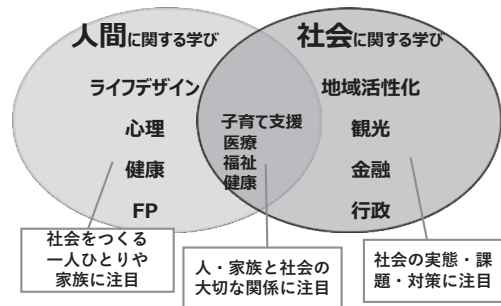 人間に関する学び
ライフデザイン
心理
健康
FP
社会に関する学び
地域活性化
観光
金融
行政
子育て支援
医療
福祉
健康
社会をつくる
一人ひとりや
家族に注目
人・家族と社会の
大切な関係に注目
社会の実態・課
題・対策に注目